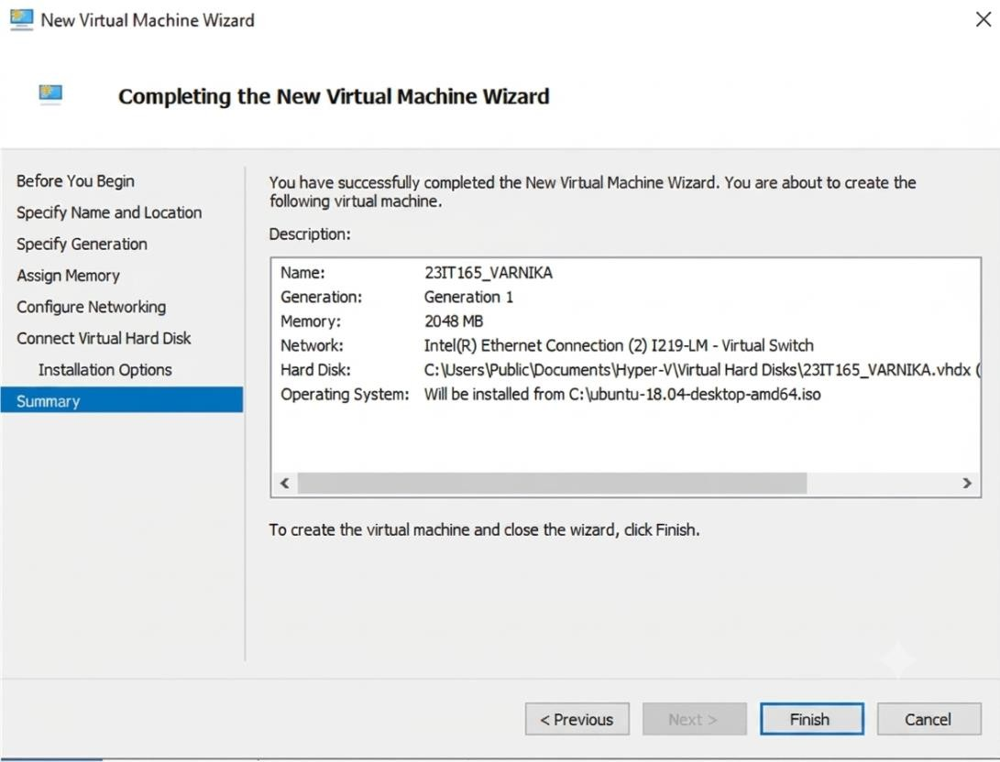 New Virtual Machine Wizard
Completing the New Virtual Machine Wizard
Before You Begin
Specify Name and Location
Specify Generation
Assign Memory
Configure Networking
Connect Virtual Hard Disk
Installation Options
Summary
You have successfully completed the New Virtual Machine Wizard. You are about to create the
following virtual machine.
Description:
Name: 23IT165_VARNIKA
Generation: Generation 1
Memory: 2048 MB
Network: Intel(R) Ethernet Connection (2) I219-LM - Virtual Switch
Hard Disk: C:\Users\Public\Documents\Hyper-V\Virtual Hard Disks\23IT165_VARNIKA.vhdx (
Operating System: Will be installed from C:\ubuntu-18.04-desktop-amd64.iso
To create the virtual machine and close the wizard, click Finish.
< Previous Next > Finish Cancel